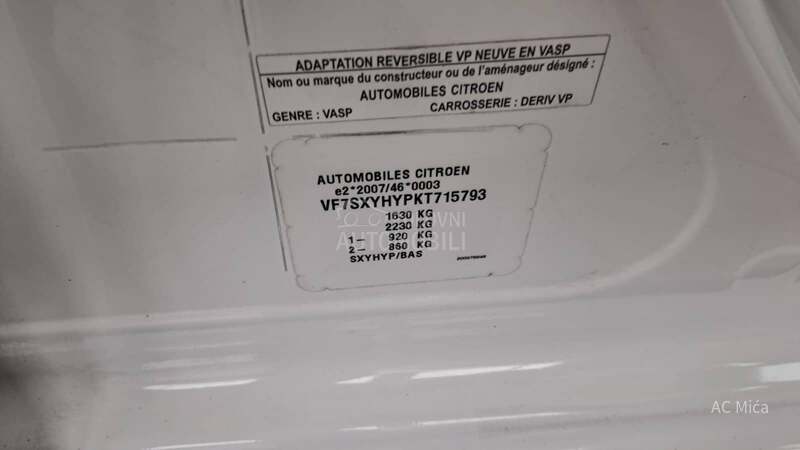 ADAPTATION REVERSIBLE VP NEUVE EN VASP
Nom ou marque du constructeur ou de l'aménageur désigné :
AUTOMOBILES CITROEN
GENRE : VASP CARROSSERIE : DERIV VP
AUTOMOBILES CITROEN
e2*2007/46*0003
VF7SXYHYPKT715793
1630 KG
2230 KG
1– 920 KG
2– 860 KG
SXYHYP/BAS
AUTOMOBILI
AC Mića